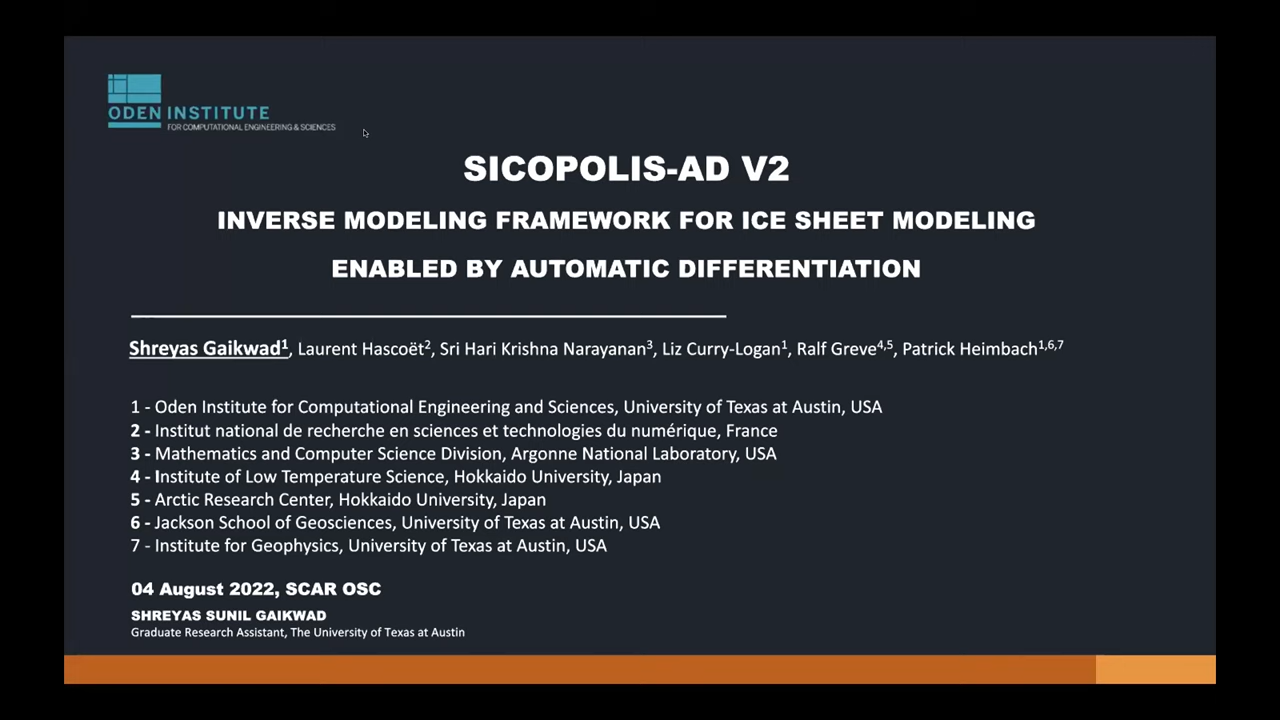 ODEN INSTITUTE
FOR COMPUTATIONAL ENGINEERING & SCIENCES
SICOPOLIS-AD V2
INVERSE MODELING FRAMEWORK FOR ICE SHEET MODELING
ENABLED BY AUTOMATIC DIFFERENTIATION
Shreyas Gaikwad¹, Laurent Hascoët², Sri Hari Krishna Narayanan³, Liz Curry-Logan¹, Ralf Greve⁴,⁵, Patrick Heimbach¹,⁶,⁷
1 - Oden Institute for Computational Engineering and Sciences, University of Texas at Austin, USA
2 - Institut national de recherche en sciences et technologies du numérique, France
3 - Mathematics and Computer Science Division, Argonne National Laboratory, USA
4 - Institute of Low Temperature Science, Hokkaido University, Japan
5 - Arctic Research Center, Hokkaido University, Japan
6 - Jackson School of Geosciences, University of Texas at Austin, USA
7 - Institute for Geophysics, University of Texas at Austin, USA
04 August 2022, SCAR OSC
SHREYAS SUNIL GAIKWAD
Graduate Research Assistant, The University of Texas at Austin